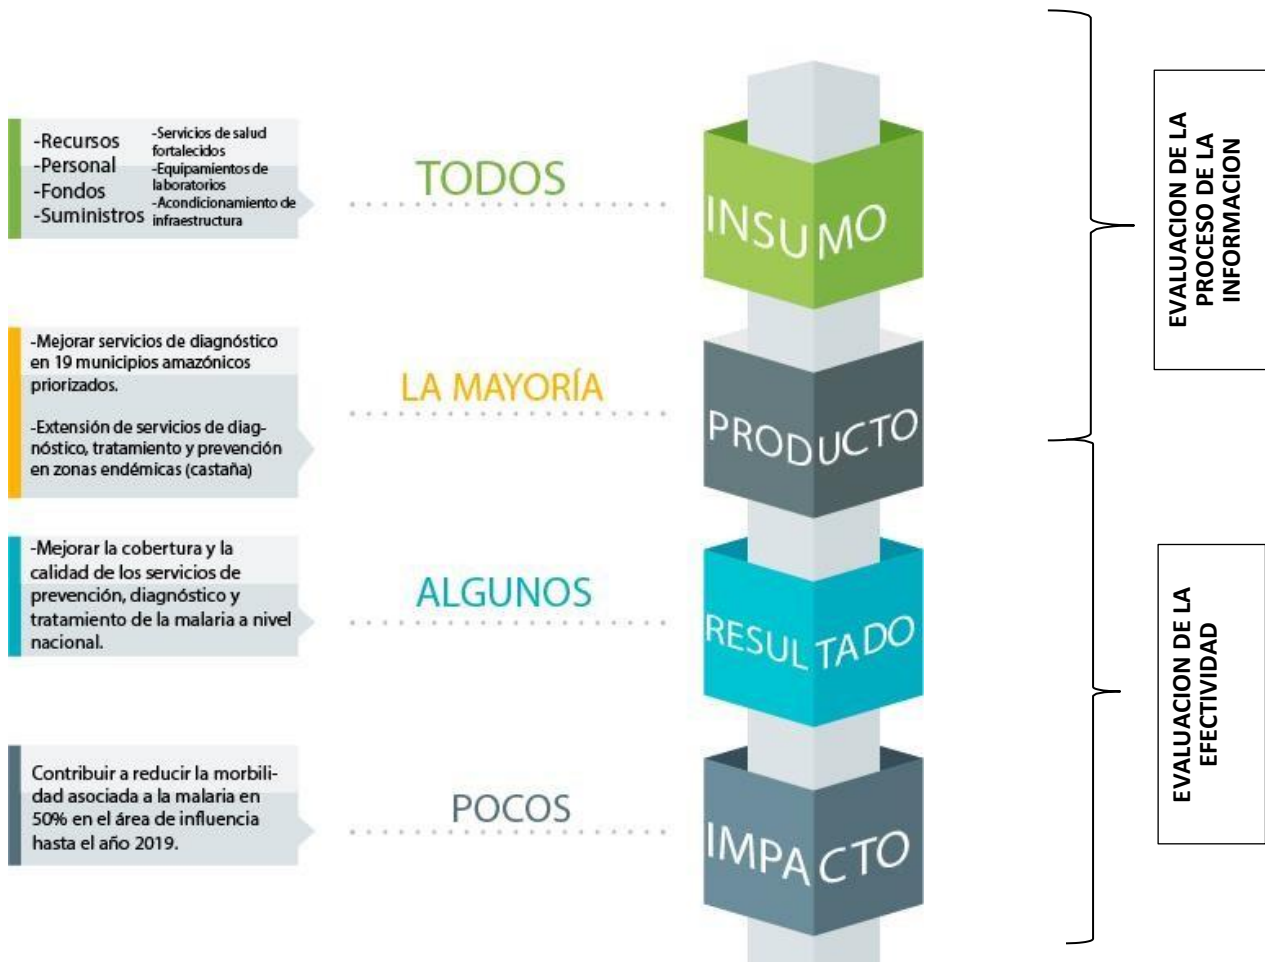 -Recursos
-Personal
-Fondos
-Suministros
-Servicios de salud
fortalecidos
-Equipamientos de
laboratorios
-Acondicionamiento de
infraestructura
TODOS
INSUMO
EVALUACION DE LA
PROCESO DE LA
INFORMACION
-Mejorar servicios de diagnóstico
en 19 municipios amazónicos
priorizados.
-Extensión de servicios de diag-
nóstico, tratamiento y prevención
en zonas endémicas (castaña)
LA MAYORÍA
PRODUCTO
-Mejorar la cobertura y la
calidad de los servicios de
prevención, diagnóstico y
tratamiento de la malaria a nivel
nacional.
ALGUNOS
RESULTADO
EVALUACION DE LA
EFECTIVIDAD
Contribuir a reducir la morbili-
dad asociada a la malaria en
50% en el área de influencia
hasta el año 2019.
POCOS
IMPACTO